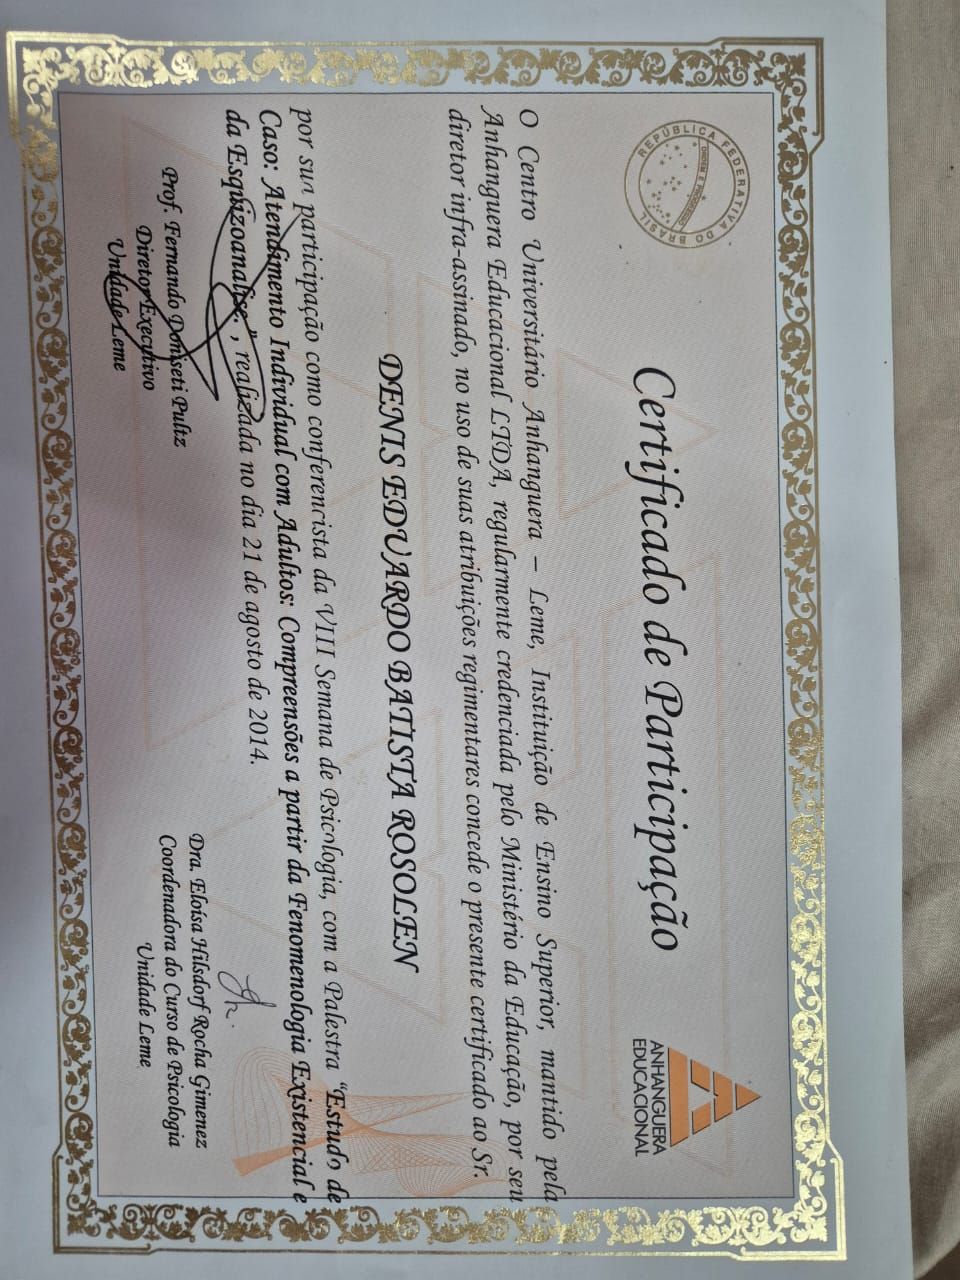 REPÚBLICA FEDERATIVA DO BRASIL
ORDEM E PROGRESSO
Certificado de Participação
ANHANGUERA
EDUCACIONAL
O Centro Universitário Anhanguera – Leme, Instituição de Ensino Superior, mantido pela
Anhanguera Educacional LTDA, regularmente credenciada pelo Ministério da Educação, por seu
diretor infra-assinado, no uso de suas atribuições regimentares concede o presente certificado ao Sr.
DENIS EDUARDO BATISTA ROSOLEN
por sua participação como conferencista da VIII Semana de Psicologia, com a Palestra “Estudo de
Caso: Atendimento Individual com Adultos: Compreensões a partir da Fenomenologia Existencial e
da Esquizoanalise.”, realizada no dia 21 de agosto de 2014.
Prof. Fernando Doniseti Pultz
Diretor Executivo
Unidade Leme
Dra. Eloísa Hilsdorf Rocha Gimenez
Coordenadora do Curso de Psicologia
Unidade Leme